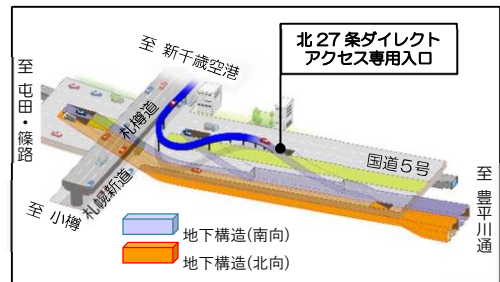 至 新千歳空港
北27条ダイレクト
アクセス専用入口
至 屯田・篠路
札樽道
国道5号
至 豊平川通
札幌新道
至 小樽
地下構造(南向)
地下構造(北向)